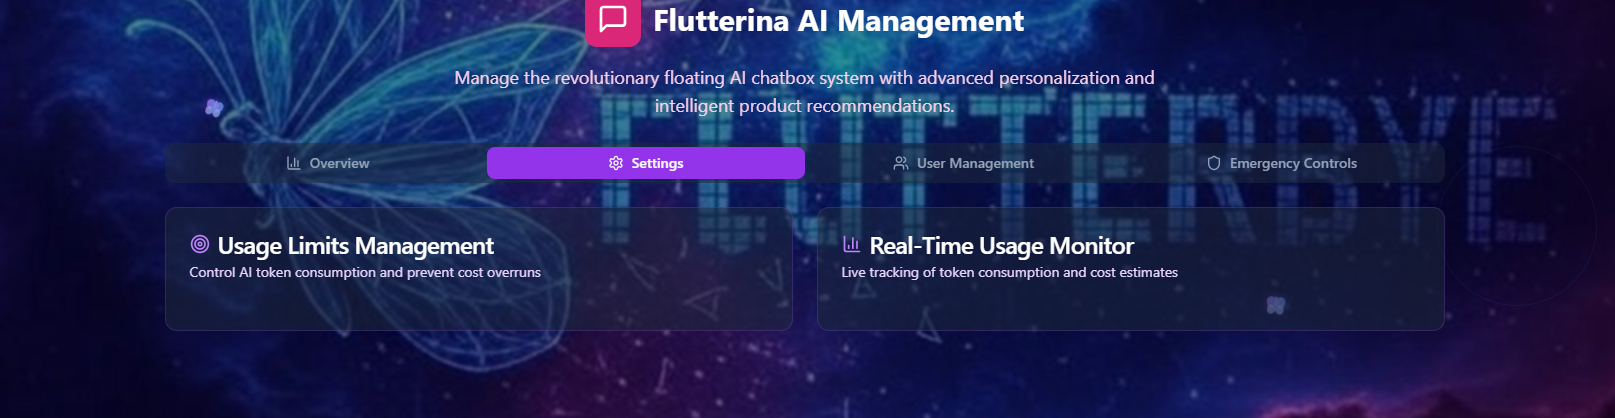 Flutterina AI Management
Manage the revolutionary floating AI chatbox system with advanced personalization and
intelligent product recommendations.
FLUTTERBYE
Overview
Settings
User Management
Emergency Controls
Usage Limits Management
Control AI token consumption and prevent cost overruns
Real-Time Usage Monitor
Live tracking of token consumption and cost estimates